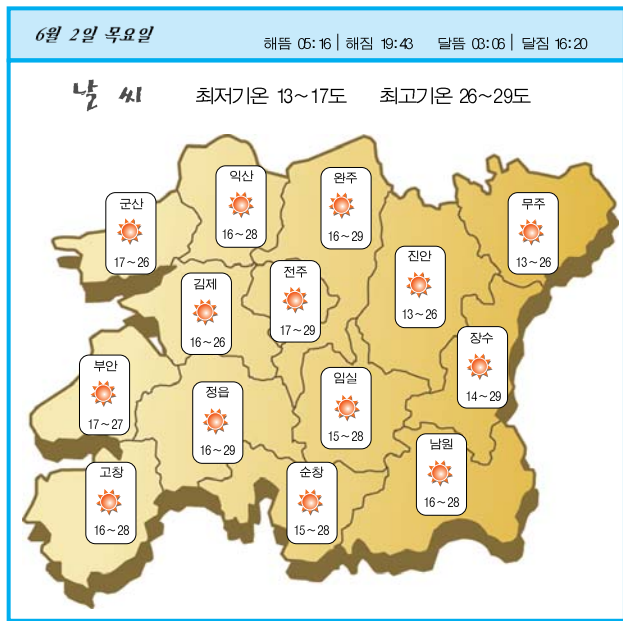 6월 2일 목요일 해뜸 05:16 | 해짐 19:43 달뜸 03:06 | 달짐 16:20
날 씨 최저기온 13~17도 최고기온 26~29도
익산
16~28
완주
16~29
군산
17~26
무주
13~26
진안
13~26
김제
16~26
전주
17~29
장수
14~29
부안
17~27
정읍
16~29
임실
15~28
남원
16~28
고창
16~28
순창
15~28